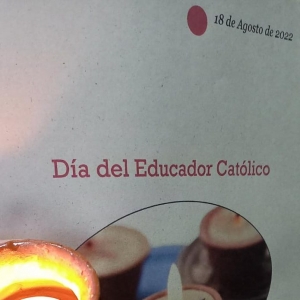 18 de Agosto de 2022
Día del Educador Católico